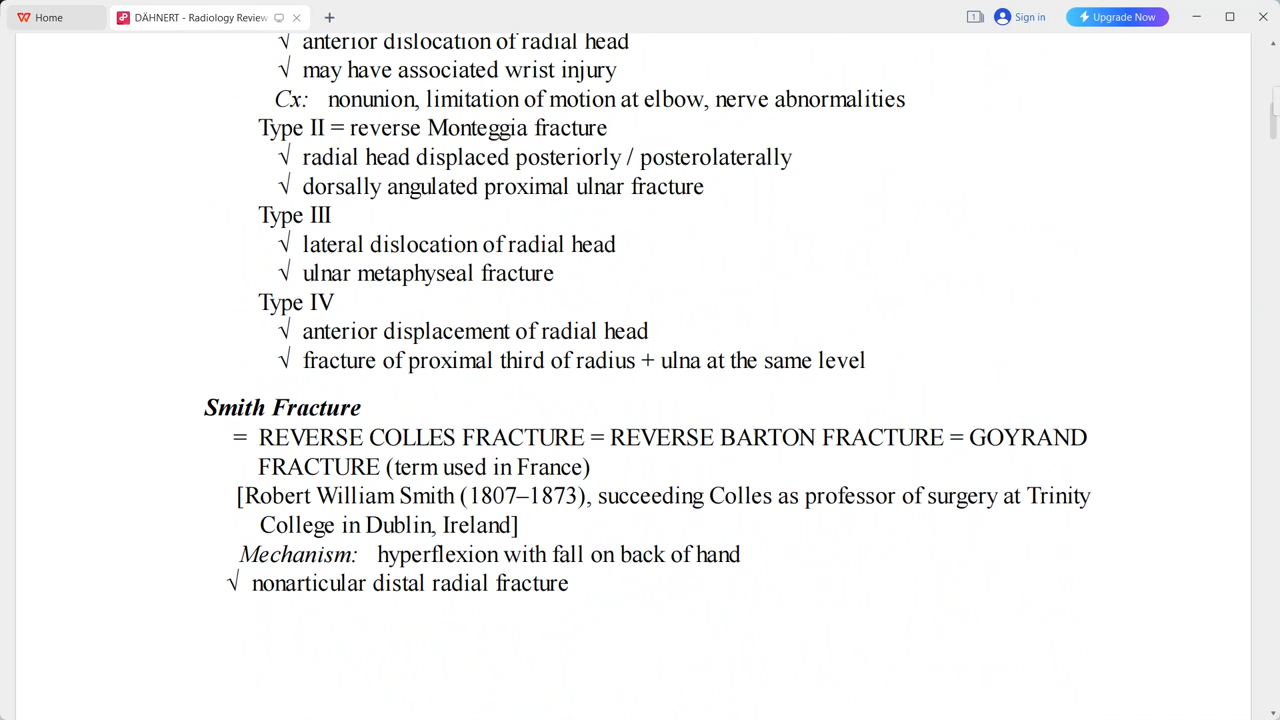 Home
DÄHNERT - Radiology Review
1
Sign in
Upgrade Now
√ anterior dislocation of radial head
√ may have associated wrist injury
Cx: nonunion, limitation of motion at elbow, nerve abnormalities
Type II = reverse Monteggia fracture
√ radial head displaced posteriorly / posterolaterally
√ dorsally angulated proximal ulnar fracture
Type III
√ lateral dislocation of radial head
√ ulnar metaphyseal fracture
Type IV
√ anterior displacement of radial head
√ fracture of proximal third of radius + ulna at the same level
Smith Fracture
= REVERSE COLLES FRACTURE = REVERSE BARTON FRACTURE = GOYRAND
FRACTURE (term used in France)
[Robert William Smith (1807–1873), succeeding Colles as professor of surgery at Trinity
College in Dublin, Ireland]
Mechanism: hyperflexion with fall on back of hand
√ nonarticular distal radial fracture